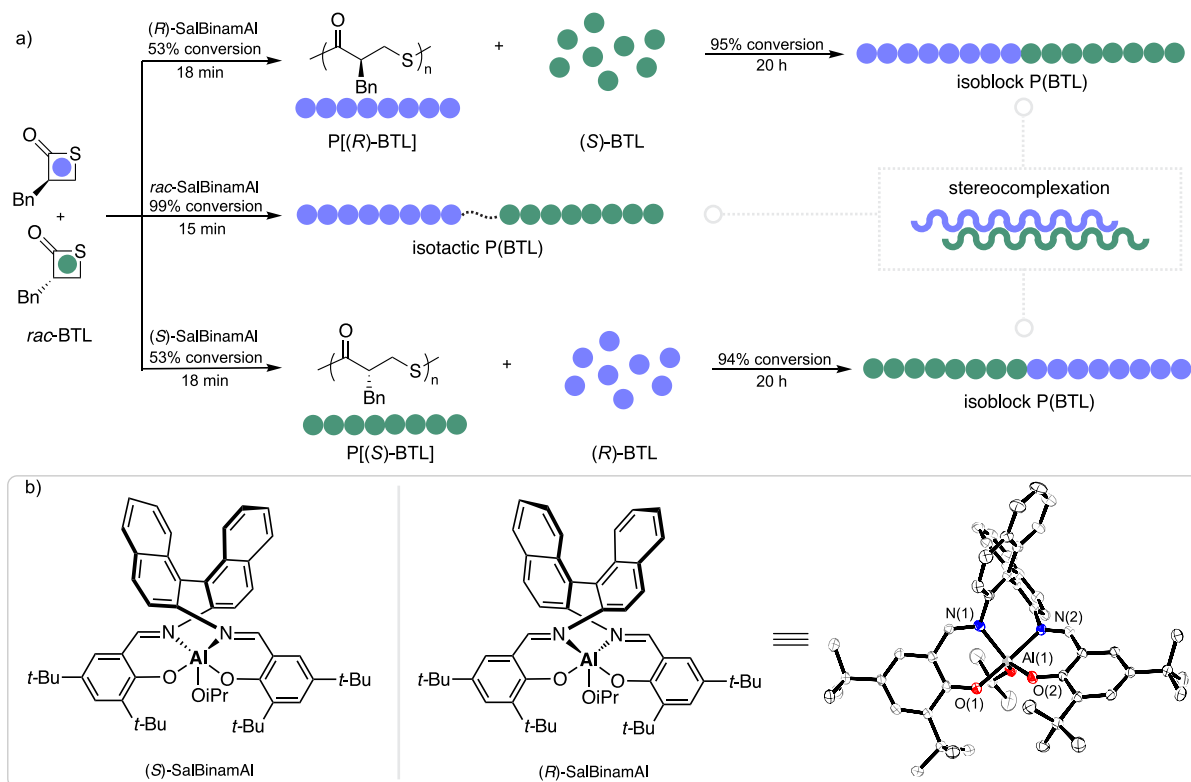 a)
(R)-SalBinamAl
53% conversion
18 min
O
S
n
Bn
P[(R)-BTL]
+
(S)-BTL
95% conversion
20 h
isoblock P(BTL)
O
S
Bn
+
O
S
Bn
rac-BTL
rac-SalBinamAl
99% conversion
15 min
isotactic P(BTL)
stereocomplexation
(S)-SalBinamAl
53% conversion
18 min
O
S
n
Bn
P[(S)-BTL]
+
(R)-BTL
94% conversion
20 h
isoblock P(BTL)
b)
N
N
Al
O
O
OiPr
t-Bu
t-Bu
t-Bu
t-Bu
(S)-SalBinamAl
N
N
Al
O
O
OiPr
t-Bu
t-Bu
t-Bu
t-Bu
(R)-SalBinamAl
N(1)
N(2)
Al(1)
O(1)
O(2)